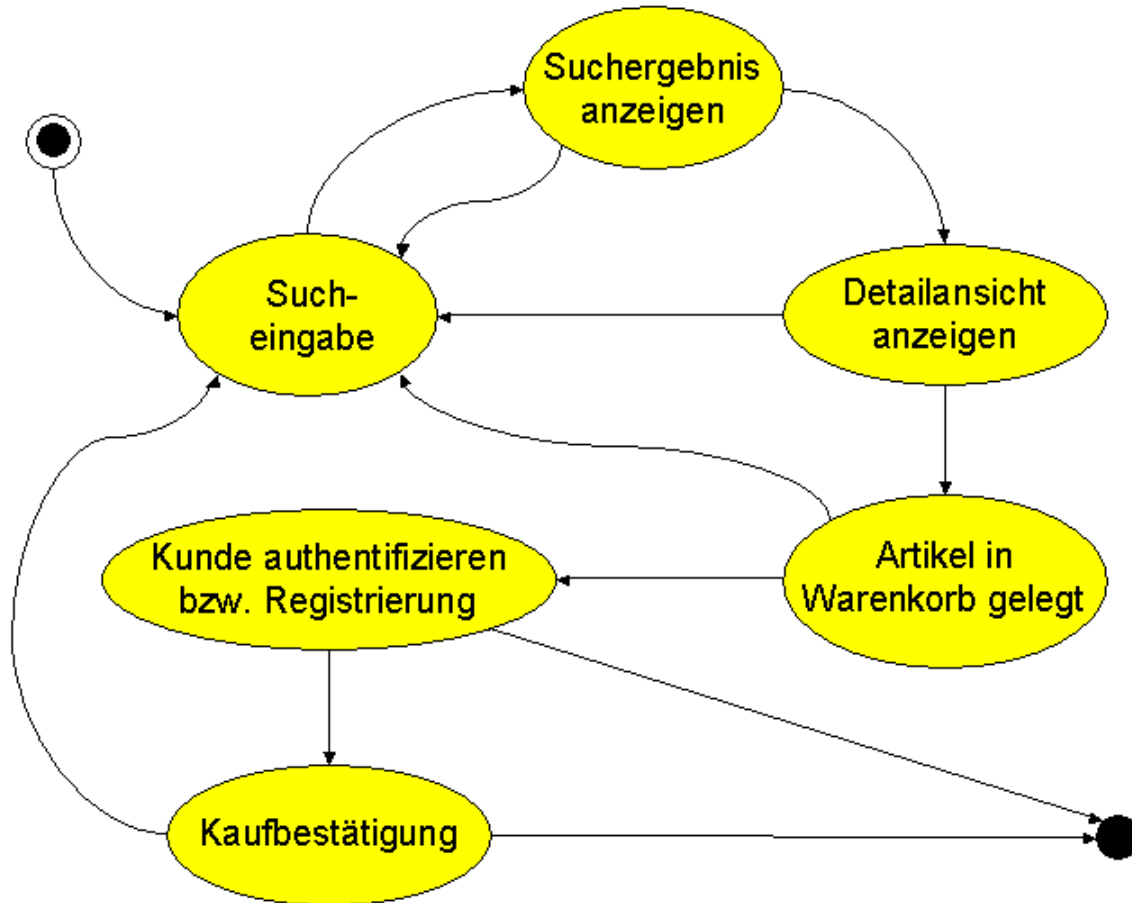 Suchergebnis
anzeigen
Such-
eingabe
Detailansicht
anzeigen
Kunde authentifizieren
bzw. Registrierung
Artikel in
Warenkorb gelegt
Kaufbestätigung